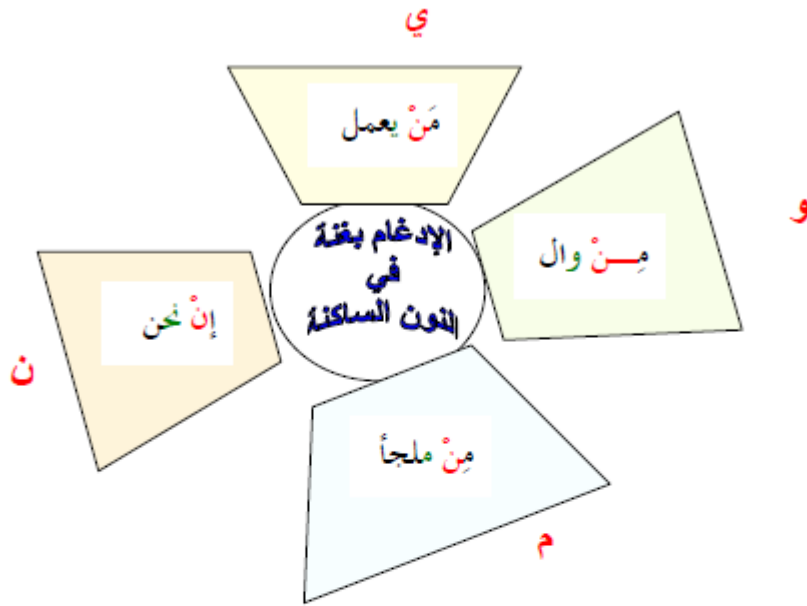 ي
مَنْ يعمل
و
مِـــنْ وال
الإدغام بغنة
في
النون الساكنة
إنْ نحن
ن
مِنْ ملجأ
م